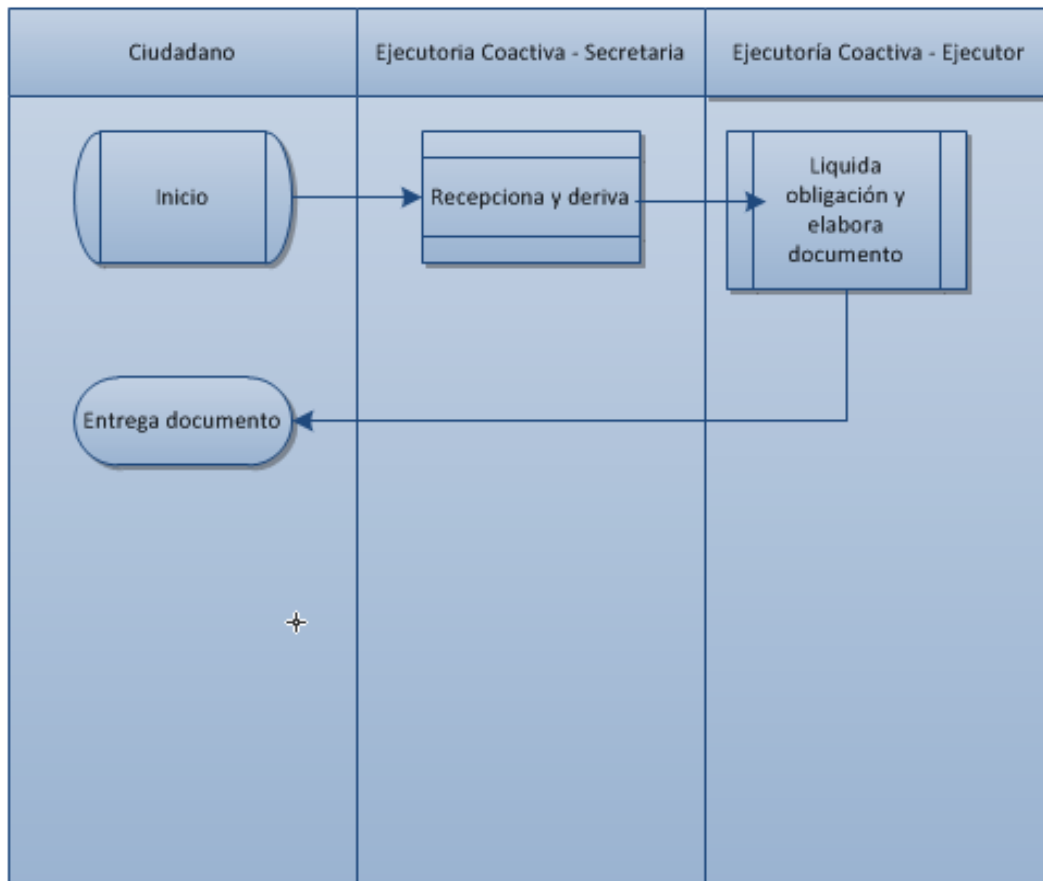 Ciudadano
Ejecutoria Coactiva - Secretaria
Ejecutoría Coactiva - Ejecutor
Inicio
Recepciona y deriva
Liquida
obligación y
elabora
documento
Entrega documento